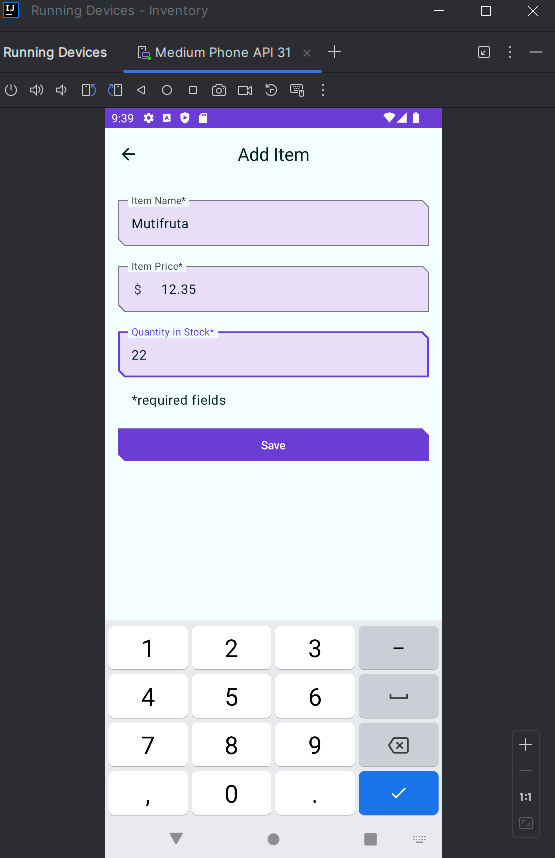 Running Devices - Inventory
Running Devices
Medium Phone API 31
9:39
Add Item
Item Name*
Mutifruta
Item Price*
$ 12.35
Quantity in Stock*
22
*required fields
Save
1 2 3 -
4 5 6
7 8 9
, 0 .
1:1